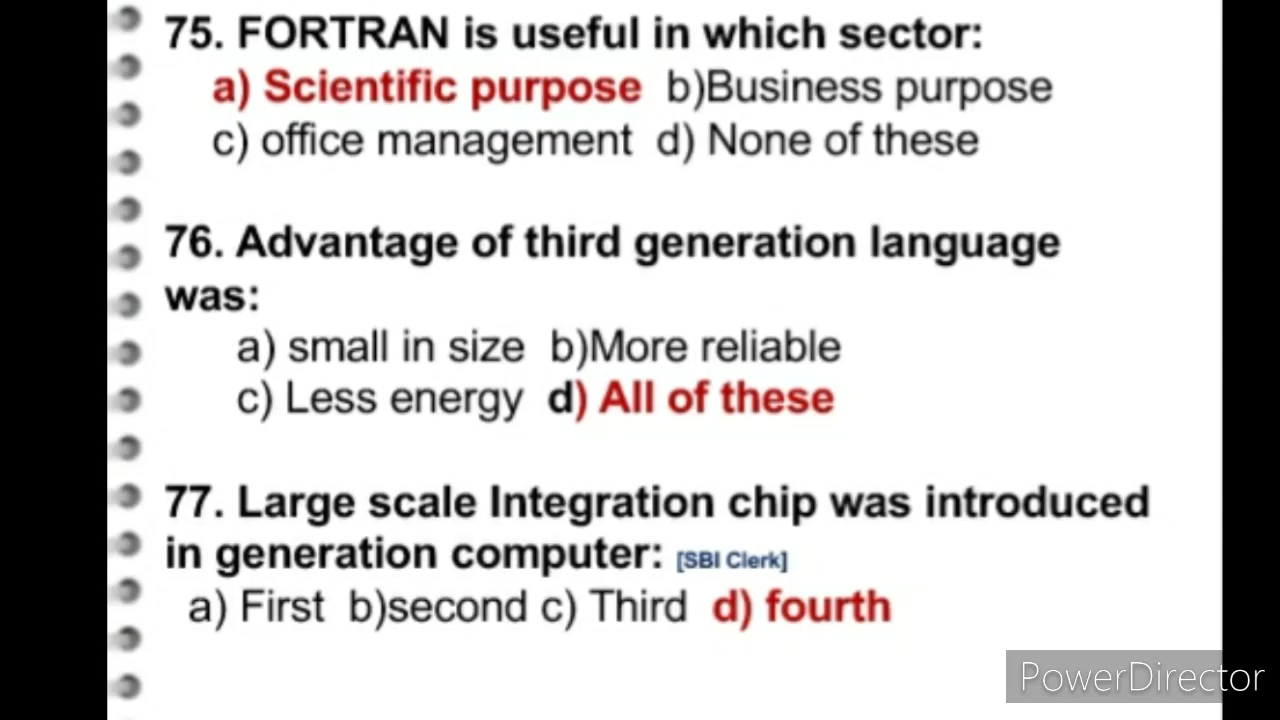 75. FORTRAN is useful in which sector:
a) Scientific purpose b)Business purpose
c) office management d) None of these
76. Advantage of third generation language
was:
a) small in size b)More reliable
c) Less energy d) All of these
77. Large scale Integration chip was introduced
in generation computer: [SBI Clerk]
a) First b)second c) Third d) fourth
PowerDirector